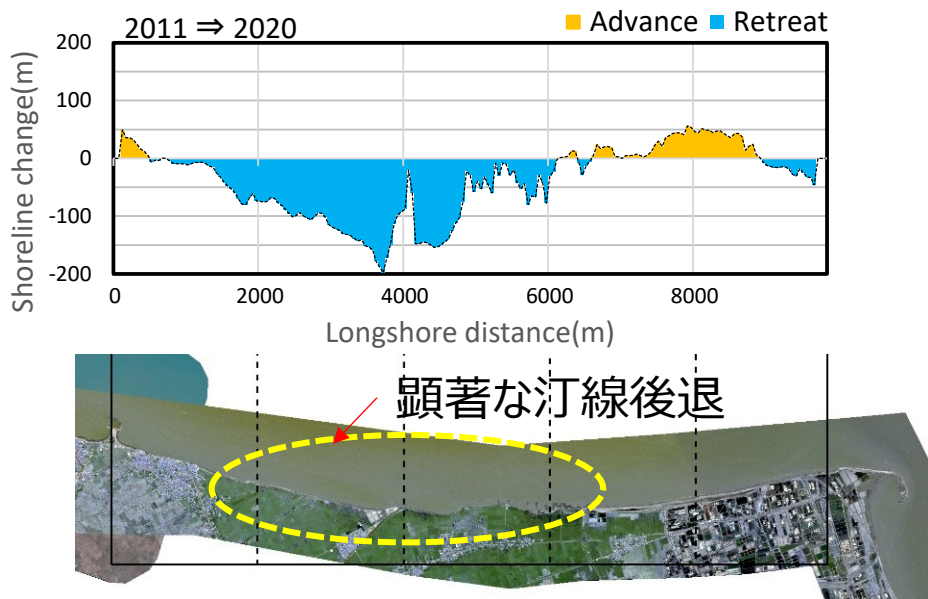 2011 ⇒ 2020
Advance Retreat
Shoreline change(m)
200
100
0
-100
-200
0 2000 4000 6000 8000
Longshore distance(m)
顕著な汀線後退